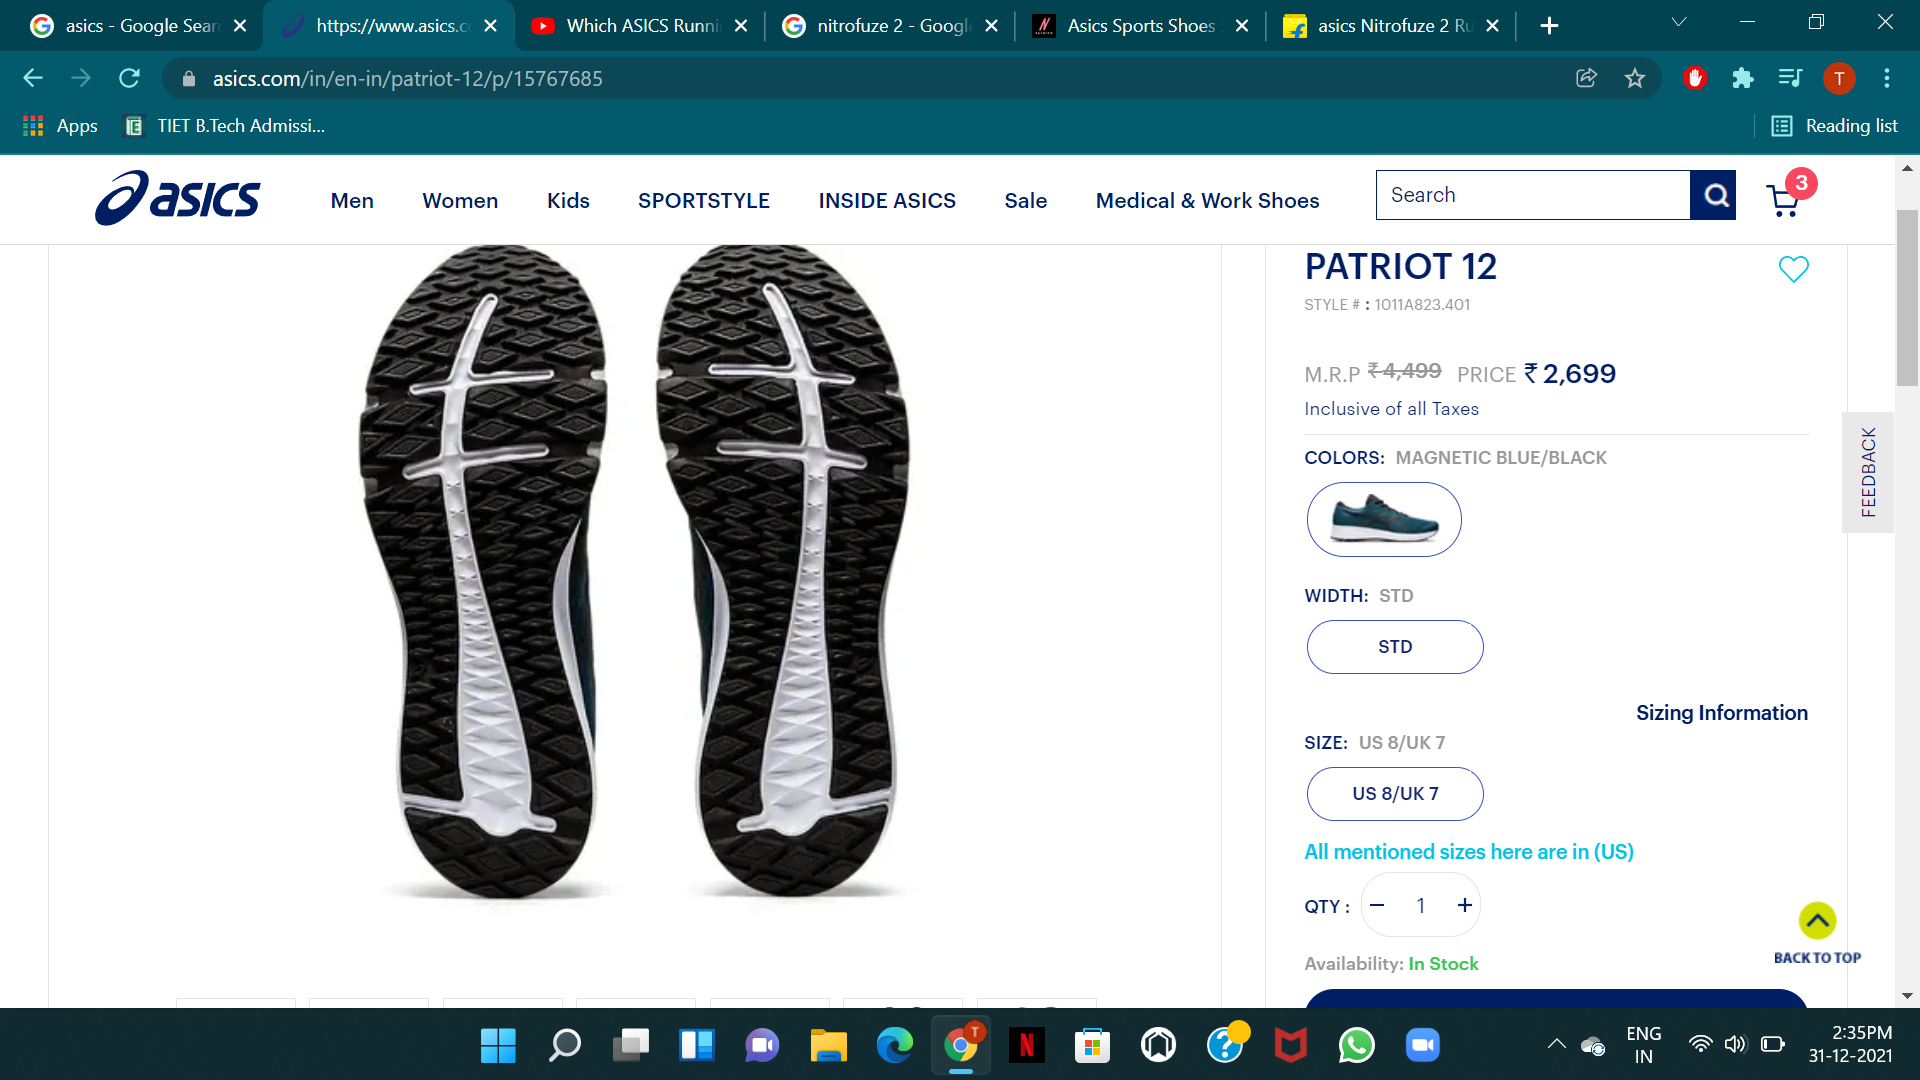 asics - Google Sear
https://www.asics.c
Which ASICS Runni
nitrofuze 2 - Googl
Asics Sports Shoes
asics Nitrofuze 2 Ru
asics.com/in/en-in/patriot-12/p/15767685
T
Apps
TIET B.Tech Admissi...
Reading list
asics
Men
Women
Kids
SPORTSTYLE
INSIDE ASICS
Sale
Medical & Work Shoes
Search
3
PATRIOT 12
STYLE # : 1011A823.401
M.R.P ₹ 4,499 PRICE ₹ 2,699
Inclusive of all Taxes
COLORS: MAGNETIC BLUE/BLACK
FEEDBACK
WIDTH: STD
STD
Sizing Information
SIZE: US 8/UK 7
US 8/UK 7
All mentioned sizes here are in (US)
QTY : − 1 +
BACK TO TOP
Availability: In Stock
T
N
ENG
IN
2:35PM
31-12-2021